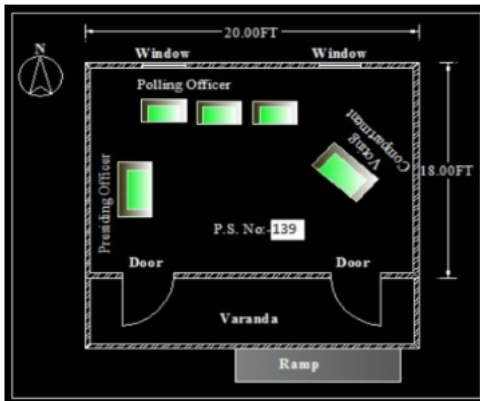 20.00FT
N
Window
Window
Polling Officer
Voting
Compartment
18.00FT
Presiding Officer
P.S. No:-139
Door
Door
Varanda
Ramp